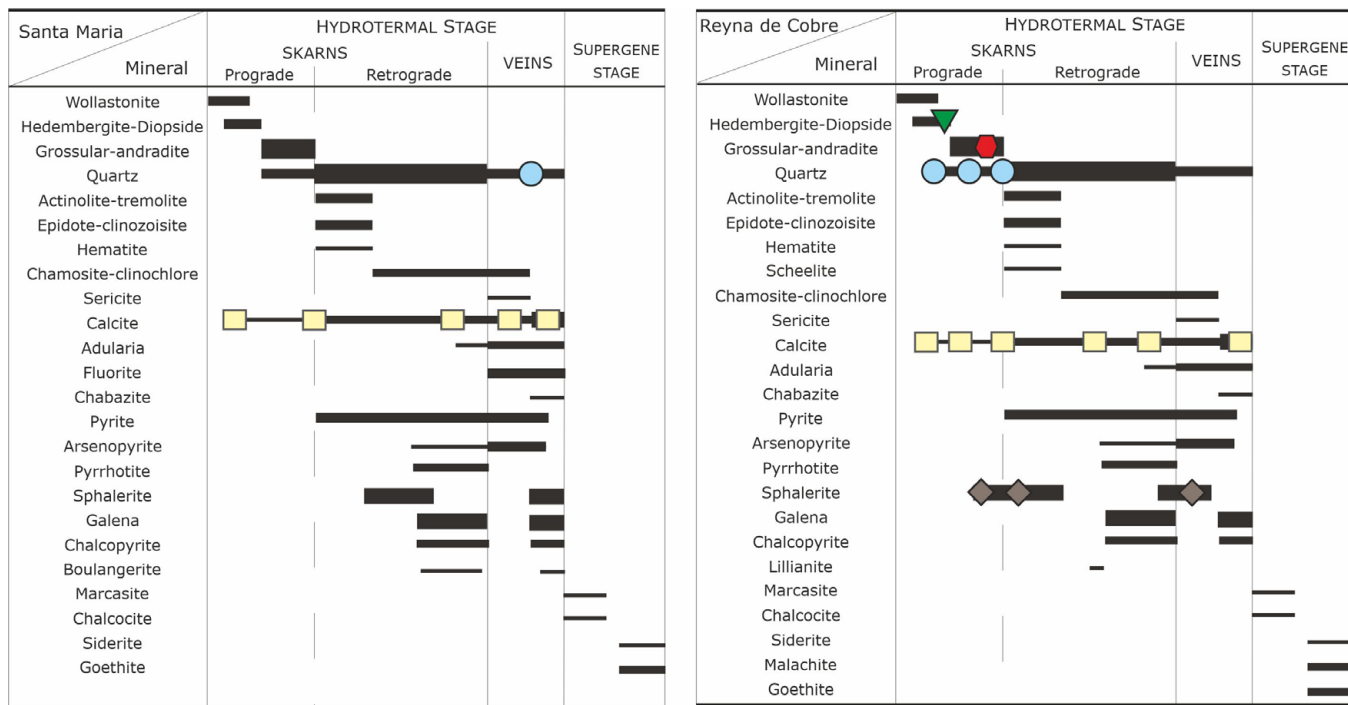 Santa Maria
Mineral
HYDROTERMAL STAGE
SKARNS
Prograde
Retrograde
VEINS
SUPERGENE
STAGE
Wollastonite
Hedembergite-Diopside
Grossular-andradite
Quartz
Actinolite-tremolite
Epidote-clinozoisite
Hematite
Chamosite-clinochlore
Sericite
Calcite
Adularia
Fluorite
Chabazite
Pyrite
Arsenopyrite
Pyrrhotite
Sphalerite
Galena
Chalcopyrite
Boulangerite
Marcasite
Chalcocite
Siderite
Goethite
Reyna de Cobre
Mineral
HYDROTERMAL STAGE
SKARNS
Prograde
Retrograde
VEINS
SUPERGENE
STAGE
Wollastonite
Hedembergite-Diopside
Grossular-andradite
Quartz
Actinolite-tremolite
Epidote-clinozoisite
Hematite
Scheelite
Chamosite-clinochlore
Sericite
Calcite
Adularia
Chabazite
Pyrite
Arsenopyrite
Pyrrhotite
Sphalerite
Galena
Chalcopyrite
Lillianite
Marcasite
Chalcocite
Siderite
Malachite
Goethite